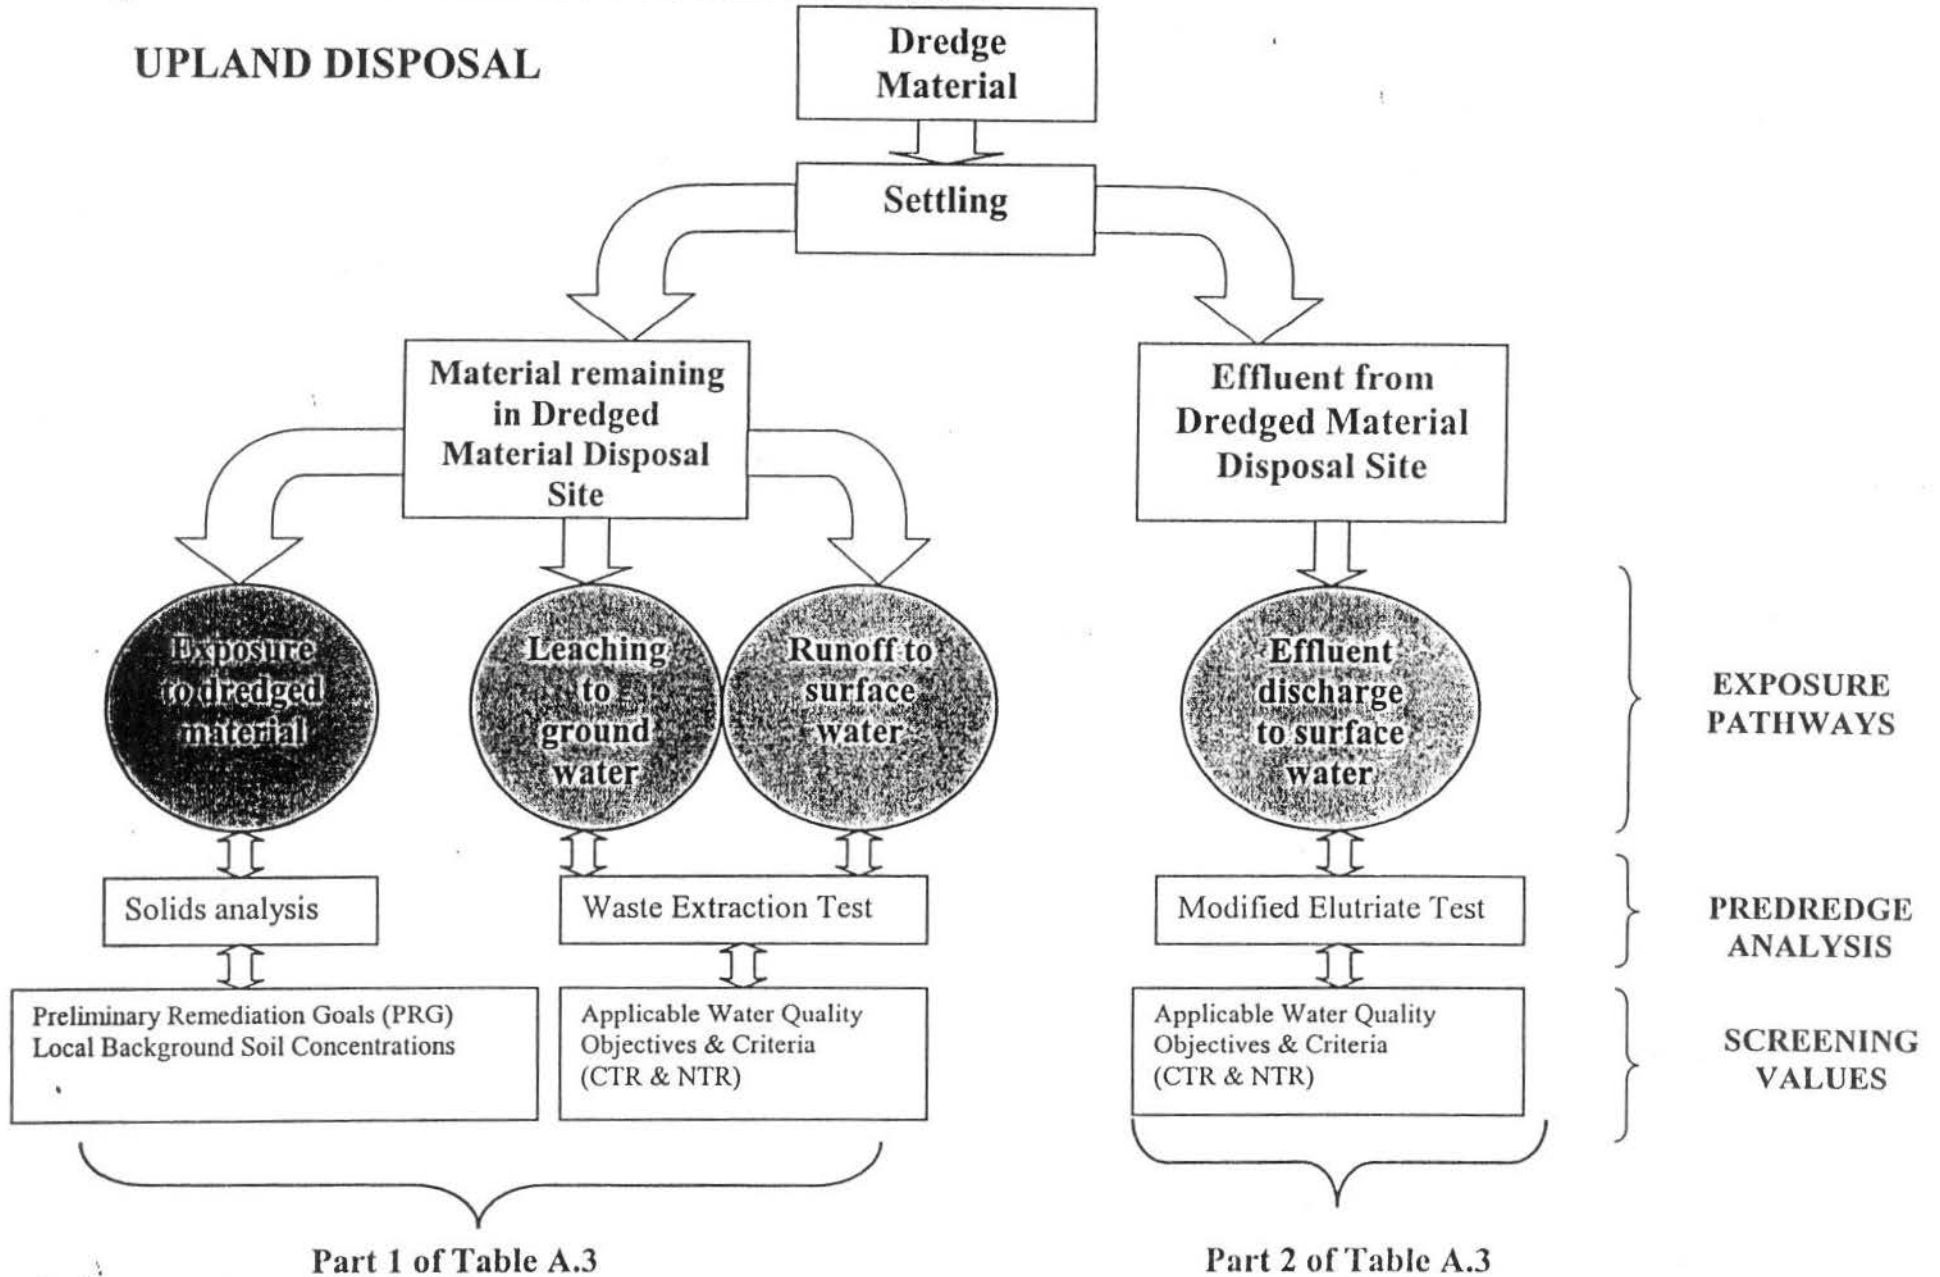 UPLAND DISPOSAL
Dredge
Material
Settling
Material remaining
in Dredged
Material Disposal
Site
Effluent from
Dredged Material
Disposal Site
Exposure
to dredged
material
Leaching
to
ground
water
Runoff to
surface
water
Effluent
discharge
to surface
water
EXPOSURE
PATHWAYS
Solids analysis
Waste Extraction Test
Modified Elutriate Test
PREDREDGE
ANALYSIS
Preliminary Remediation Goals (PRG)
Local Background Soil Concentrations
Applicable Water Quality
Objectives & Criteria
(CTR & NTR)
Applicable Water Quality
Objectives & Criteria
(CTR & NTR)
SCREENING
VALUES
Part 1 of Table A.3
Part 2 of Table A.3